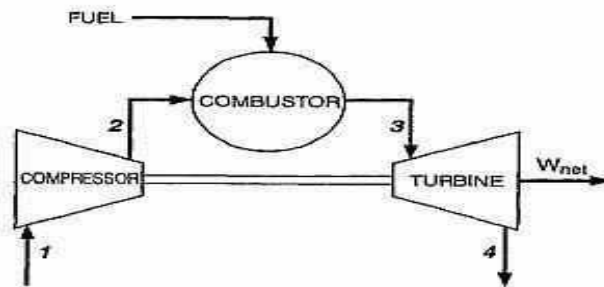 FUEL
COMBUSTOR
2
3
COMPRESSOR
TURBINE
Wnet
1
4